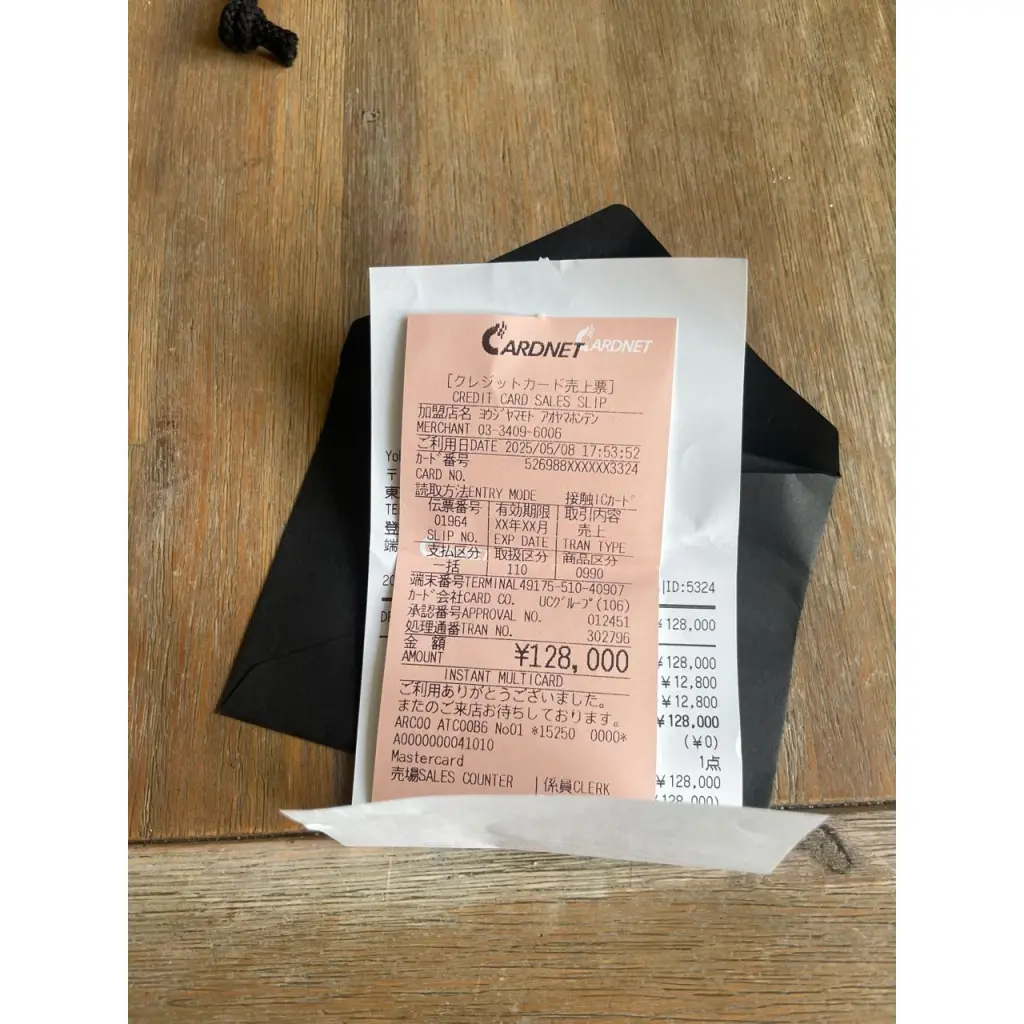 CARDNET CARDNET
[クレジットカード売上票]
CREDIT CARD SALES SLIP
加盟店名 ﾖｳｼﾞﾔﾏﾓﾄ ｱｵﾔﾏﾎﾝﾃﾝ
MERCHANT 03-3409-6006
ご利用日DATE 2025/05/08 17:53:52
ｶｰﾄﾞ番号 526988XXXXXX3324
CARD NO.
読取方法ENTRY MODE 接触ICｶｰﾄﾞ
伝票番号 有効期限 取引内容
01964 XX年XX月 売上
SLIP NO. EXP DATE TRAN TYPE
支払区分 取扱区分 商品区分
一括 110 0990
端末番号TERMINAL49175-510-40907
ｶｰﾄﾞ会社CARD CO. UCｸﾞﾙｰﾌﾟ(106)
承認番号APPROVAL NO. 012451
処理通番TRAN NO. 302796
金 額
AMOUNT ¥128,000
INSTANT MULTICARD
ご利用ありがとうございました。
またのご来店お待ちしております。
ARC00 ATC00B6 No01 *15250 0000*
A0000000041010
Mastercard
売場SALES COUNTER 係員CLERK
〒
東
TE
登
端
20 ID:5324
¥128,000
¥128,000
¥12,800
¥12,800
¥128,000
(¥0)
1点
¥128,000